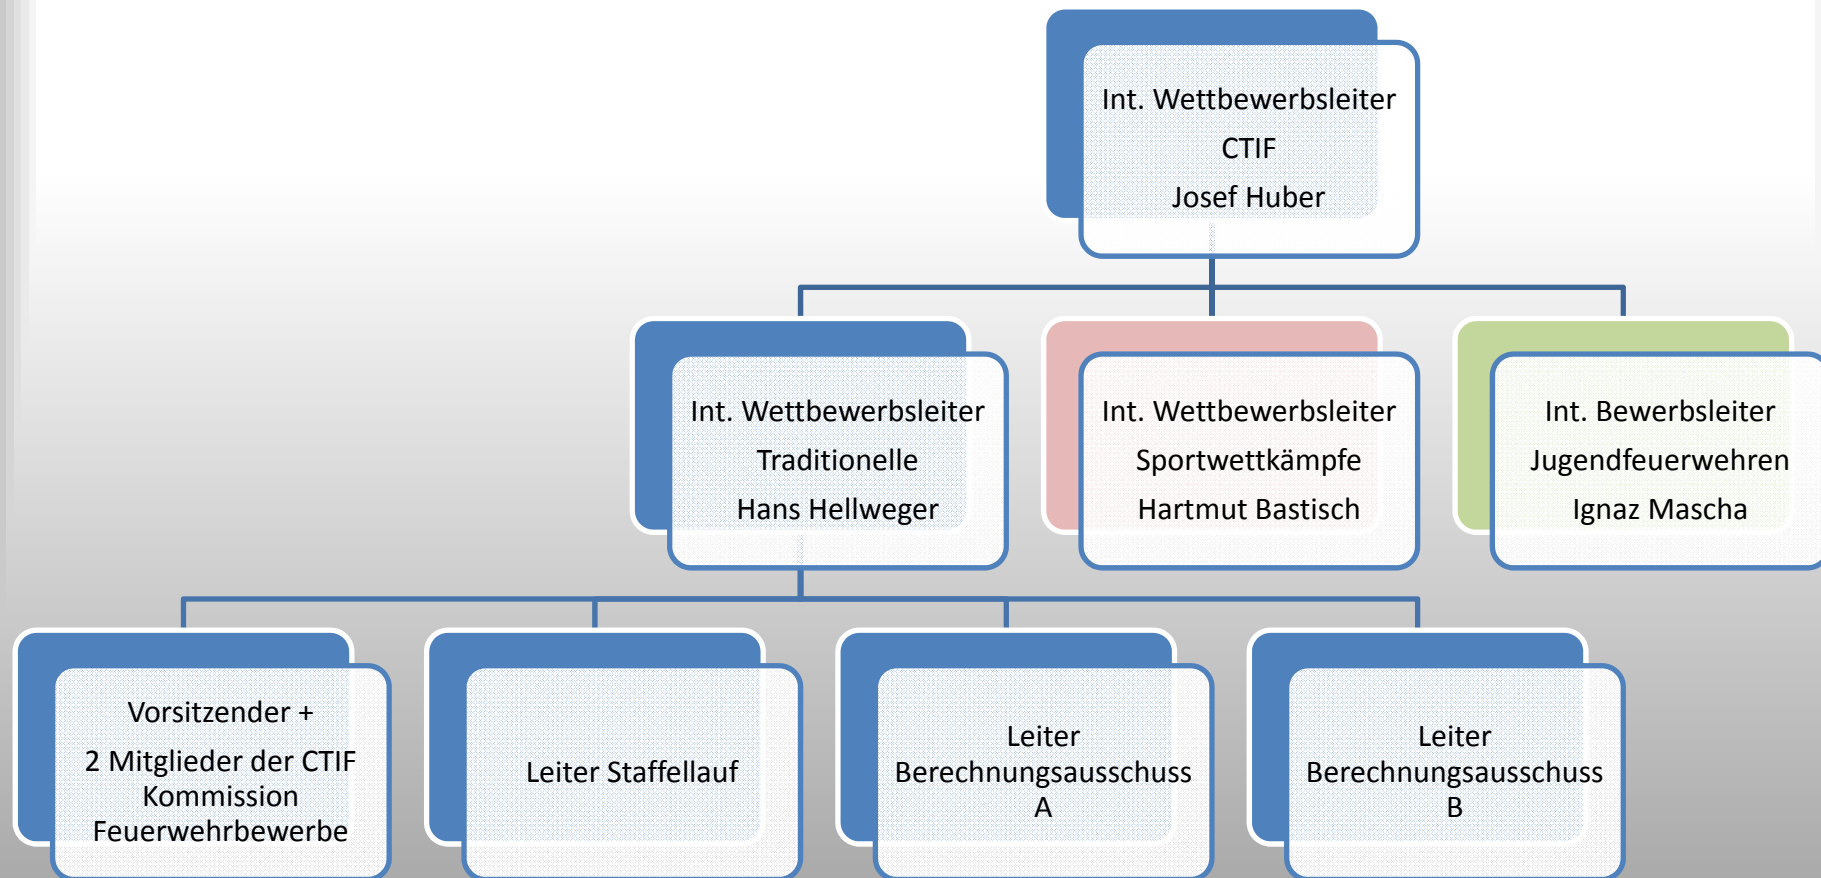 Int. Wettbewerbsleiter
CTIF
Josef Huber
Int. Wettbewerbsleiter
Traditionelle
Hans Hellweger
Int. Wettbewerbsleiter
Sportwettkämpfe
Hartmut Bastisch
Int. Bewerbsleiter
Jugendfeuerwehren
Ignaz Mascha
Vorsitzender +
2 Mitglieder der CTIF
Kommission
Feuerwehrbewerbe
Leiter Staffellauf
Leiter
Berechnungsausschuss
A
Leiter
Berechnungsausschuss
B